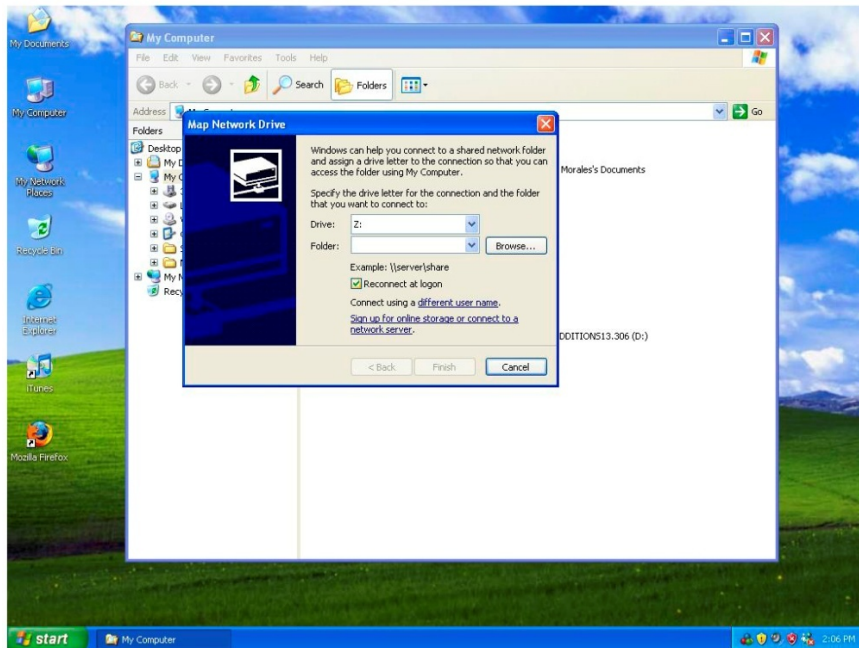 My Documents
My Computer
My Network
Places
Recycle Bin
Internet
Explorer
iTunes
Mozilla Firefox
My Computer
File Edit View Favorites Tools Help
Back Search Folders
Address Go
Folders
Desktop
My
My
My
Morales's Documents
DDITIONS13.306 (D:)
Map Network Drive
Windows can help you connect to a shared network folder
and assign a drive letter to the connection so that you can
access the folder using My Computer.
Specify the drive letter for the connection and the folder
that you want to connect to:
Drive: Z:
Folder: Browse...
Example: \\server\share
Reconnect at logon
Connect using a different user name.
Sign up for online storage or connect to a
network server.
< Back Finish Cancel
start My Computer 2:06 PM